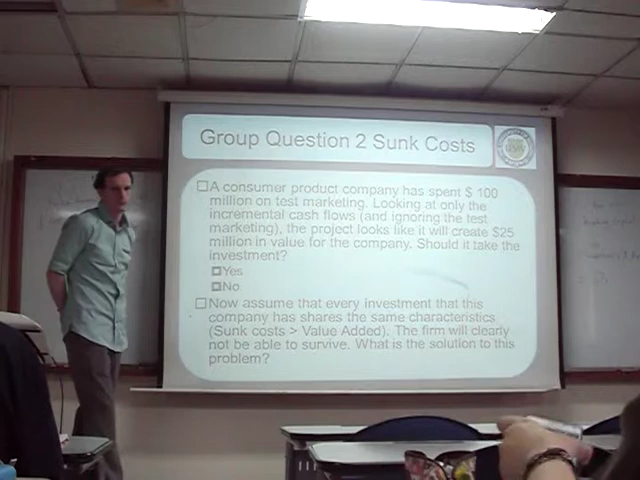 Group Question 2 Sunk Costs
A consumer product company has spent $ 100
million on test marketing. Looking at only the
incremental cash flows (and ignoring the test
marketing), the project looks like it will create $25
million in value for the company. Should it take the
investment?
Yes
No
Now assume that every investment that this
company has shares the same characteristics
(Sunk costs > Value Added). The firm will clearly
not be able to survive. What is the solution to this
problem?